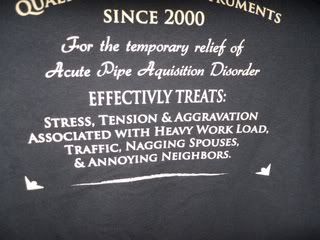 SINCE 2000
For the temporary relief of
Acute Pipe Aquisition Disorder
EFFECTIVLY TREATS:
STRESS, TENSION & AGGRAVATION
ASSOCIATED WITH HEAVY WORK LOAD,
TRAFFIC, NAGGING SPOUSES,
& ANNOYING NEIGHBORS.